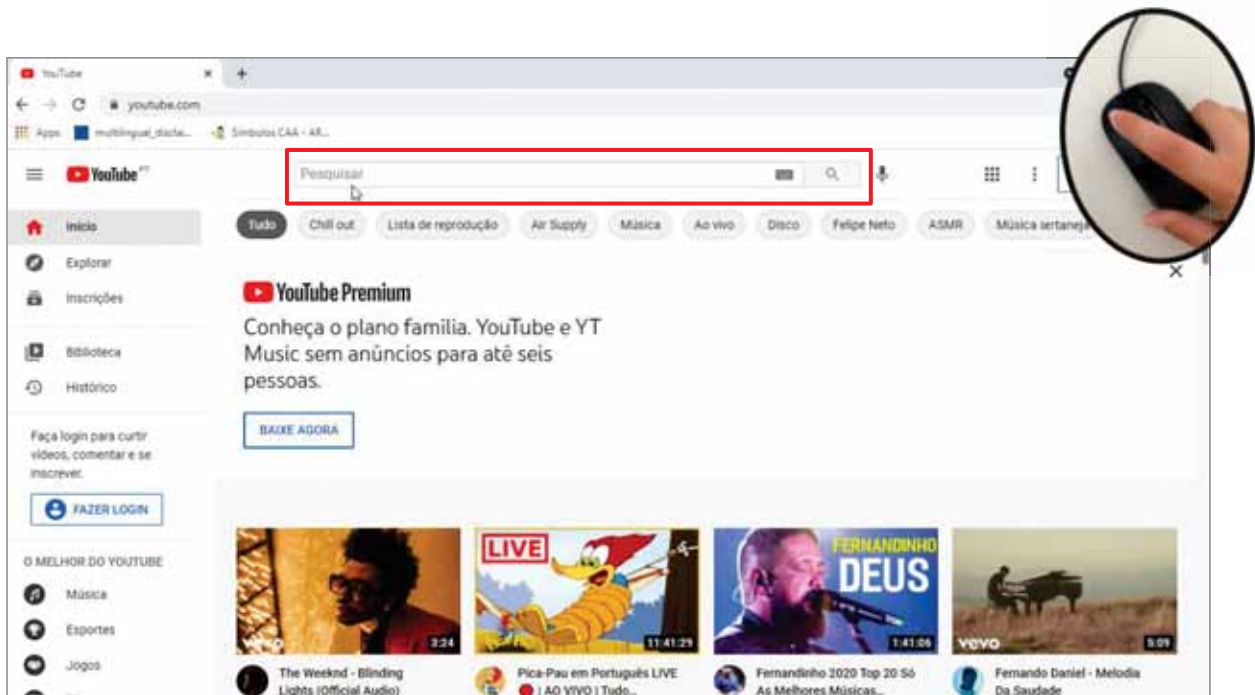 YouTube
youtube.com
Apps
Símbolos CAA - AR...
YouTube PT
Pesquisar
Início
Tudo
Chill out
Lista de reprodução
Air Supply
Música
Ao vivo
Disco
Felipe Neto
ASMR
Música sertaneja
Explorar
Inscrições
Biblioteca
Histórico
YouTube Premium
Conheça o plano familia. YouTube e YT
Music sem anúncios para até seis
pessoas.
BAIXE AGORA
Faça login para curtir
vídeos, comentar e se
inscrever.
FAZER LOGIN
O MELHOR DO YOUTUBE
Música
Esportes
Jogos
vevo
3:24
LIVE
11:41:29
FERNANDINHO
DEUS
1:41:06
vevo
5:09
The Weeknd - Blinding
Lights (Official Audio)
Pica-Pau em Português LIVE
🔴 | AO VIVO | Tudo...
Fernandinho 2020 Top 20 Só
As Melhores Músicas...
Fernando Daniel - Melodia
Da Saudade